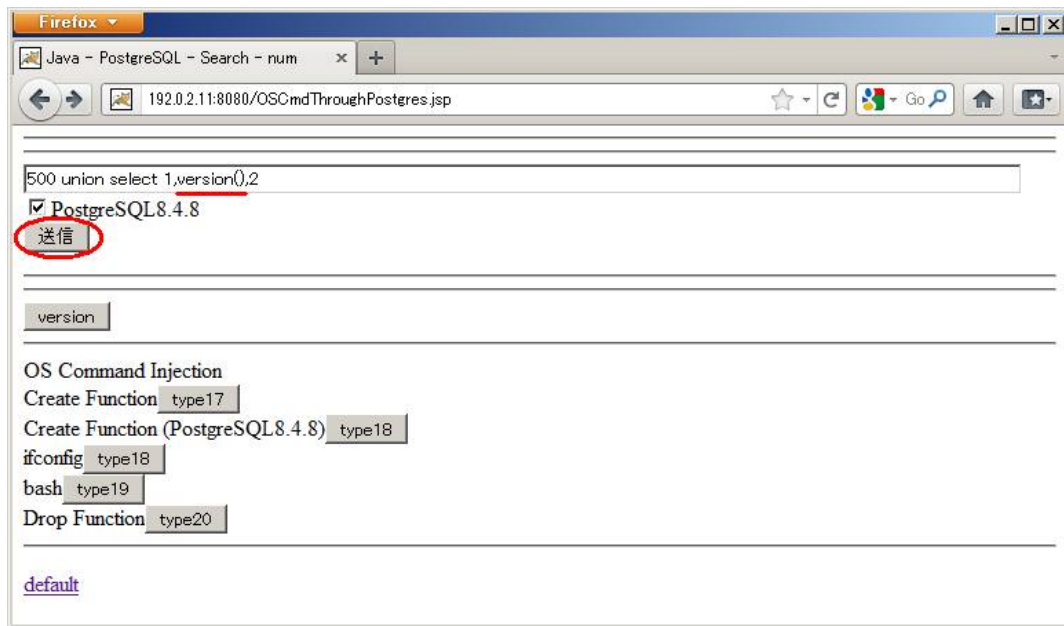 Firefox
Java - PostgreSQL - Search - num
192.0.2.11:8080/OSCmdThroughPostgres.jsp
Go
500 union select 1,version(),2
PostgreSQL8.4.8
送信
version
OS Command Injection
Create Function type17
Create Function (PostgreSQL8.4.8) type18
ifconfig type18
bash type19
Drop Function type20
default